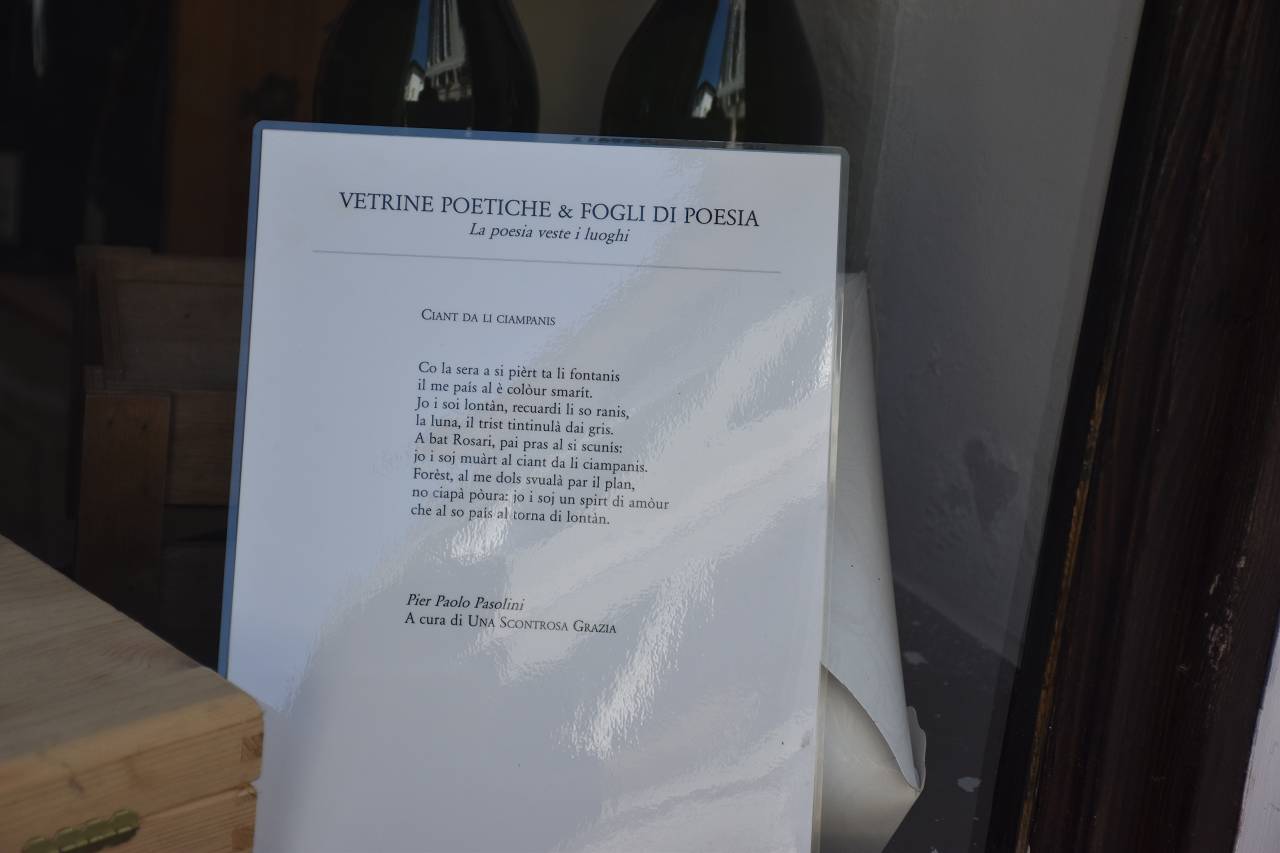 VETRINE POETICHE & FOGLI DI POESIA
La poesia veste i luoghi
CIANT DA LI CIAMPANIS
Co la sera a si pièrt ta li fontanis
il me país al è colòur smarít.
Jo i soi lontàn, recuardi li so ranis,
la luna, il trist tintinulà dai gris.
A bat Rosari, pai pras al si scunís:
jo i soj muàrt al ciant da li ciampanis.
Forèst, al me dols svualà par il plan,
no ciapà pòura: jo i soj un spirt di amòur
che al so país al torna di lontàn.
Pier Paolo Pasolini
A cura di UNA SCONTROSA GRAZIA